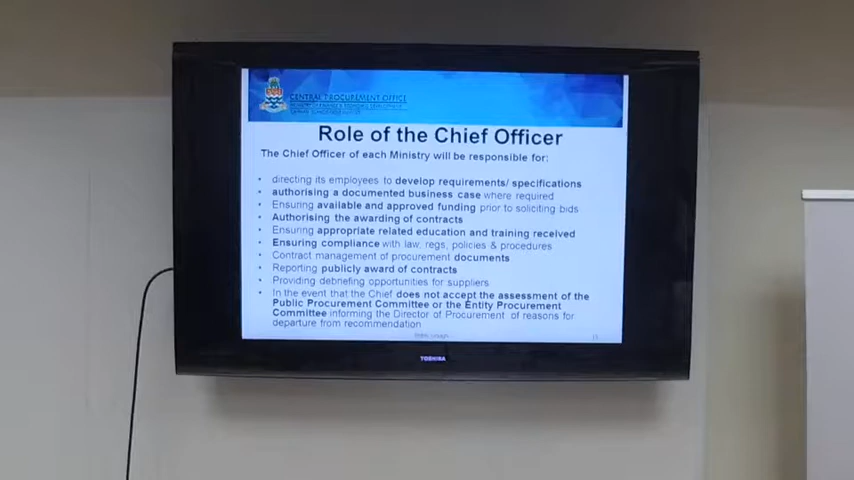 CENTRAL PROCUREMENT OFFICE
Role of the Chief Officer
The Chief Officer of each Ministry will be responsible for:
• directing its employees to develop requirements/ specifications
• authorising a documented business case where required
• Ensuring available and approved funding prior to soliciting bids
• Authorising the awarding of contracts
• Ensuring appropriate related education and training received
• Ensuring compliance with law, regs, policies & procedures
• Contract management of procurement documents
• Reporting publicly award of contracts
• Providing debriefing opportunities for suppliers
• In the event that the Chief does not accept the assessment of the
Public Procurement Committee or the Entity Procurement
Committee informing the Director of Procurement of reasons for
departure from recommendation
TOSHIBA